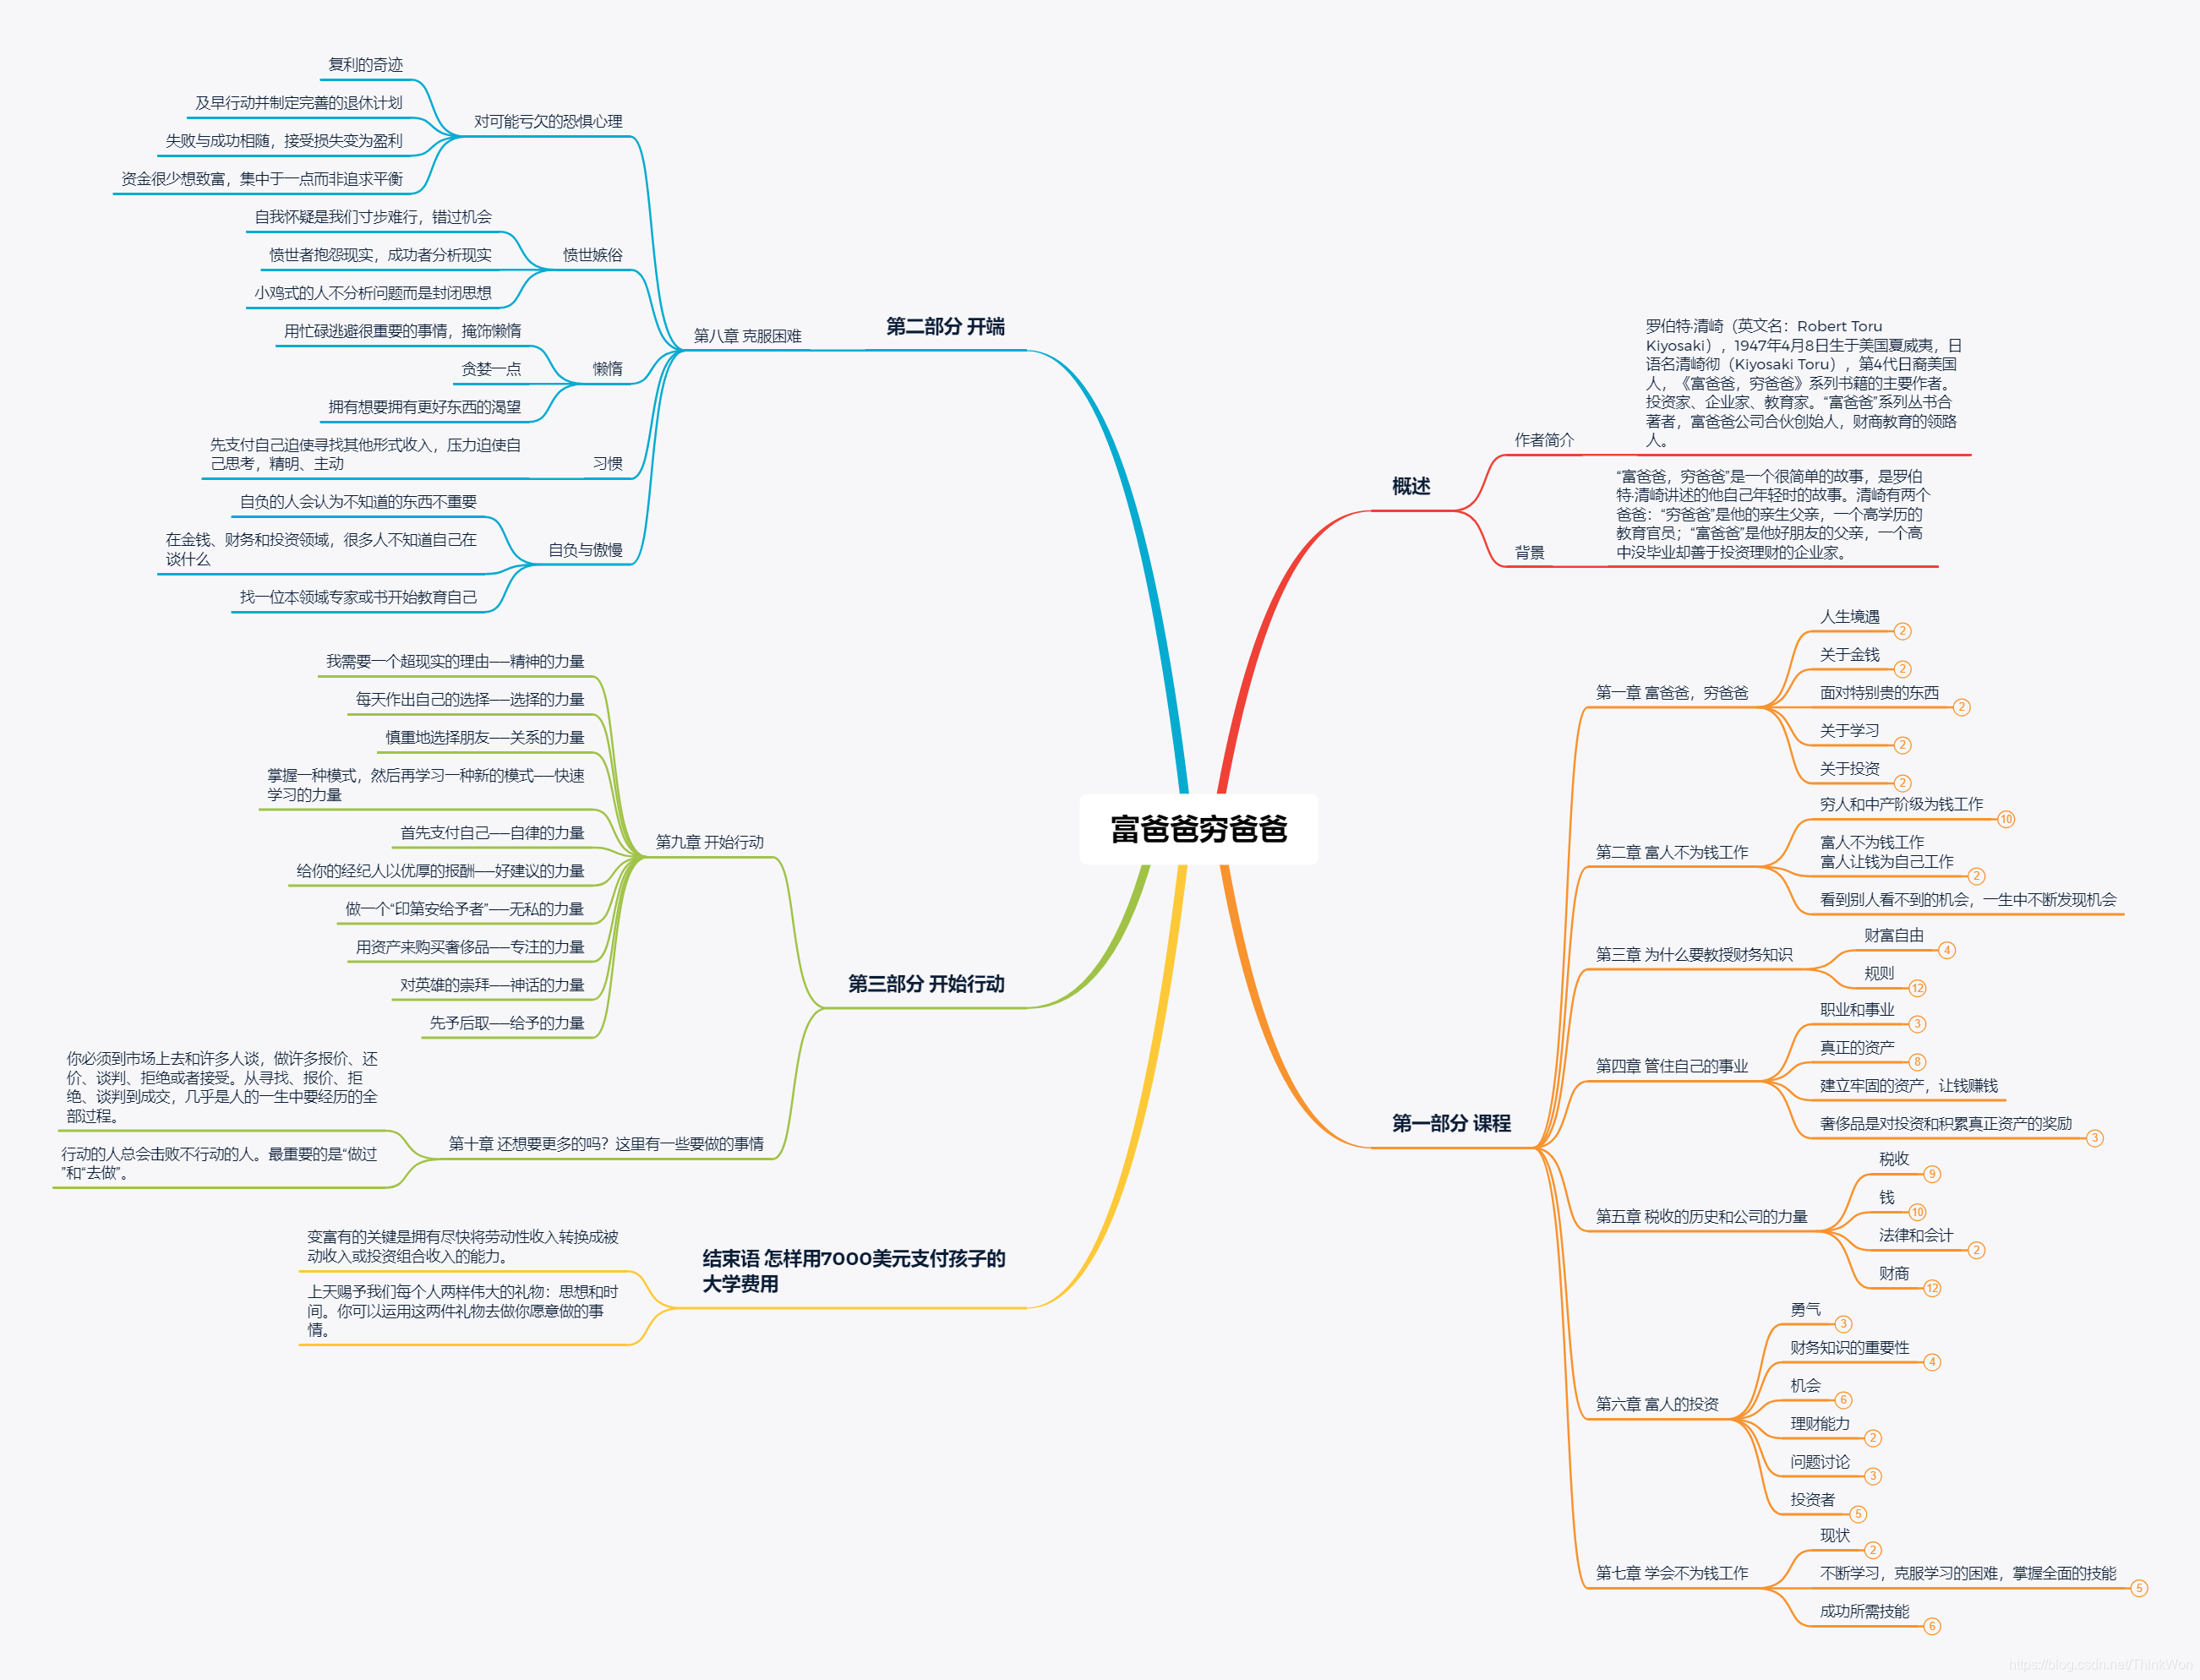 富爸爸穷爸爸
概述
作者简介
罗伯特·清崎（英文名：Robert Toru
Kiyosaki），1947年4月8日生于美国夏威夷，日
语名清崎彻（Kiyosaki Toru），第4代日裔美国
人，《富爸爸，穷爸爸》系列书籍的主要作者。
投资家、企业家、教育家。“富爸爸”系列丛书合
著者，富爸爸公司合伙创始人，财商教育的领路
人。
背景
“富爸爸，穷爸爸”是一个很简单的故事，是罗伯
特·清崎讲述的他自己年轻时的故事。清崎有两个
爸爸：“穷爸爸”是他的亲生父亲，一个高学历的
教育官员；“富爸爸”是他好朋友的父亲，一个高
中没毕业却善于投资理财的企业家。
第一部分 课程
第一章 富爸爸，穷爸爸
人生境遇 2
关于金钱 2
面对特别贵的东西 2
关于学习 2
关于投资 2
第二章 富人不为钱工作
穷人和中产阶级为钱工作 10
富人不为钱工作
富人让钱为自己工作 2
看到别人看不到的机会，一生中不断发现机会
第三章 为什么要教授财务知识
财富自由 4
规则 12
第四章 管住自己的事业
职业和事业 3
真正的资产 8
建立牢固的资产，让钱赚钱
奢侈品是对投资和积累真正资产的奖励 3
第五章 税收的历史和公司的力量
税收 9
钱 10
法律和会计 2
财商 12
第六章 富人的投资
勇气 3
财务知识的重要性 4
机会 6
理财能力 2
问题讨论 3
投资者 5
第七章 学会不为钱工作
现状 2
不断学习，克服学习的困难，掌握全面的技能 5
成功所需技能 6
第二部分 开端
第八章 克服困难
对可能亏欠的恐惧心理
复利的奇迹
及早行动并制定完善的退休计划
失败与成功相随，接受损失变为盈利
资金很少想致富，集中于一点而非追求平衡
愤世嫉俗
自我怀疑是我们寸步难行，错过机会
愤世者抱怨现实，成功者分析现实
小鸡式的人不分析问题而是封闭思想
懒惰
用忙碌逃避很重要的事情，掩饰懒惰
贪婪一点
拥有想要拥有更好东西的渴望
习惯
先支付自己迫使寻找其他形式收入，压力迫使自
己思考，精明、主动
自负与傲慢
自负的人会认为不知道的东西不重要
在金钱、财务和投资领域，很多人不知道自己在
谈什么
找一位本领域专家或书开始教育自己
第三部分 开始行动
第九章 开始行动
我需要一个超现实的理由——精神的力量
每天作出自己的选择——选择的力量
慎重地选择朋友——关系的力量
掌握一种模式，然后再学习一种新的模式——快速
学习的力量
首先支付自己——自律的力量
给你的经纪人以优厚的报酬——好建议的力量
做一个“印第安给予者”——无私的力量
用资产来购买奢侈品——专注的力量
对英雄的崇拜——神话的力量
先予后取——给予的力量
第十章 还想要更多的吗？这里有一些要做的事情
你必须到市场上去和许多人谈，做许多报价、还
价、谈判、拒绝或者接受。从寻找、报价、拒
绝、谈判到成交，几乎是人的一生中要经历的全
部过程。
行动的人总会击败不行动的人。最重要的是“做过
”和“去做”。
结束语 怎样用7000美元支付孩子的
大学费用
变富有的关键是拥有尽快将劳动性收入转换成被
动收入或投资组合收入的能力。
上天赐予我们每个人两样伟大的礼物：思想和时
间。你可以运用这两件礼物去做你愿意做的事
情。
https://blog.csdn.net/ThinkWon